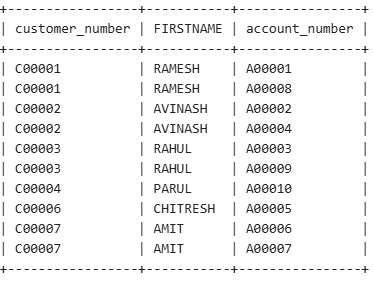 +-----------------+-----------+----------------+
| customer_number | FIRSTNAME | account_number |
+-----------------+-----------+----------------+
| C00001          | RAMESH    | A00001         |
| C00001          | RAMESH    | A00008         |
| C00002          | AVINASH   | A00002         |
| C00002          | AVINASH   | A00004         |
| C00003          | RAHUL     | A00003         |
| C00003          | RAHUL     | A00009         |
| C00004          | PARUL     | A00010         |
| C00006          | CHITRESH  | A00005         |
| C00007          | AMIT      | A00006         |
| C00007          | AMIT      | A00007         |
+-----------------+-----------+----------------+